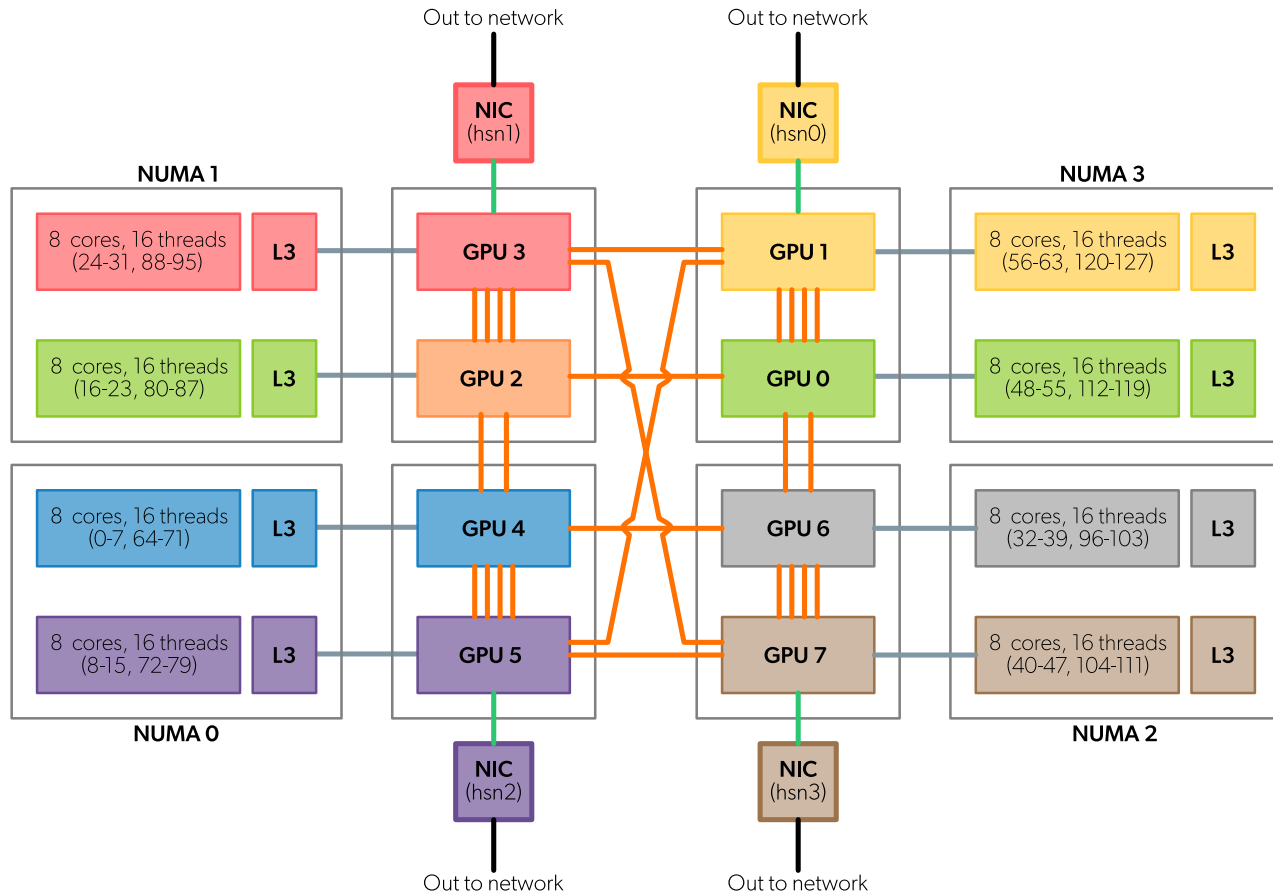 Out to network
Out to network
NIC
(hsn1)
NIC
(hsn0)
NUMA 1
NUMA 3
8 cores, 16 threads
(24-31, 88-95)
L3
GPU 3
GPU 1
8 cores, 16 threads
(56-63, 120-127)
L3
8 cores, 16 threads
(16-23, 80-87)
L3
GPU 2
GPU 0
8 cores, 16 threads
(48-55, 112-119)
L3
8 cores, 16 threads
(0-7, 64-71)
L3
GPU 4
GPU 6
8 cores, 16 threads
(32-39, 96-103)
L3
8 cores, 16 threads
(8-15, 72-79)
L3
GPU 5
GPU 7
8 cores, 16 threads
(40-47, 104-111)
L3
NUMA 0
NUMA 2
NIC
(hsn2)
NIC
(hsn3)
Out to network
Out to network